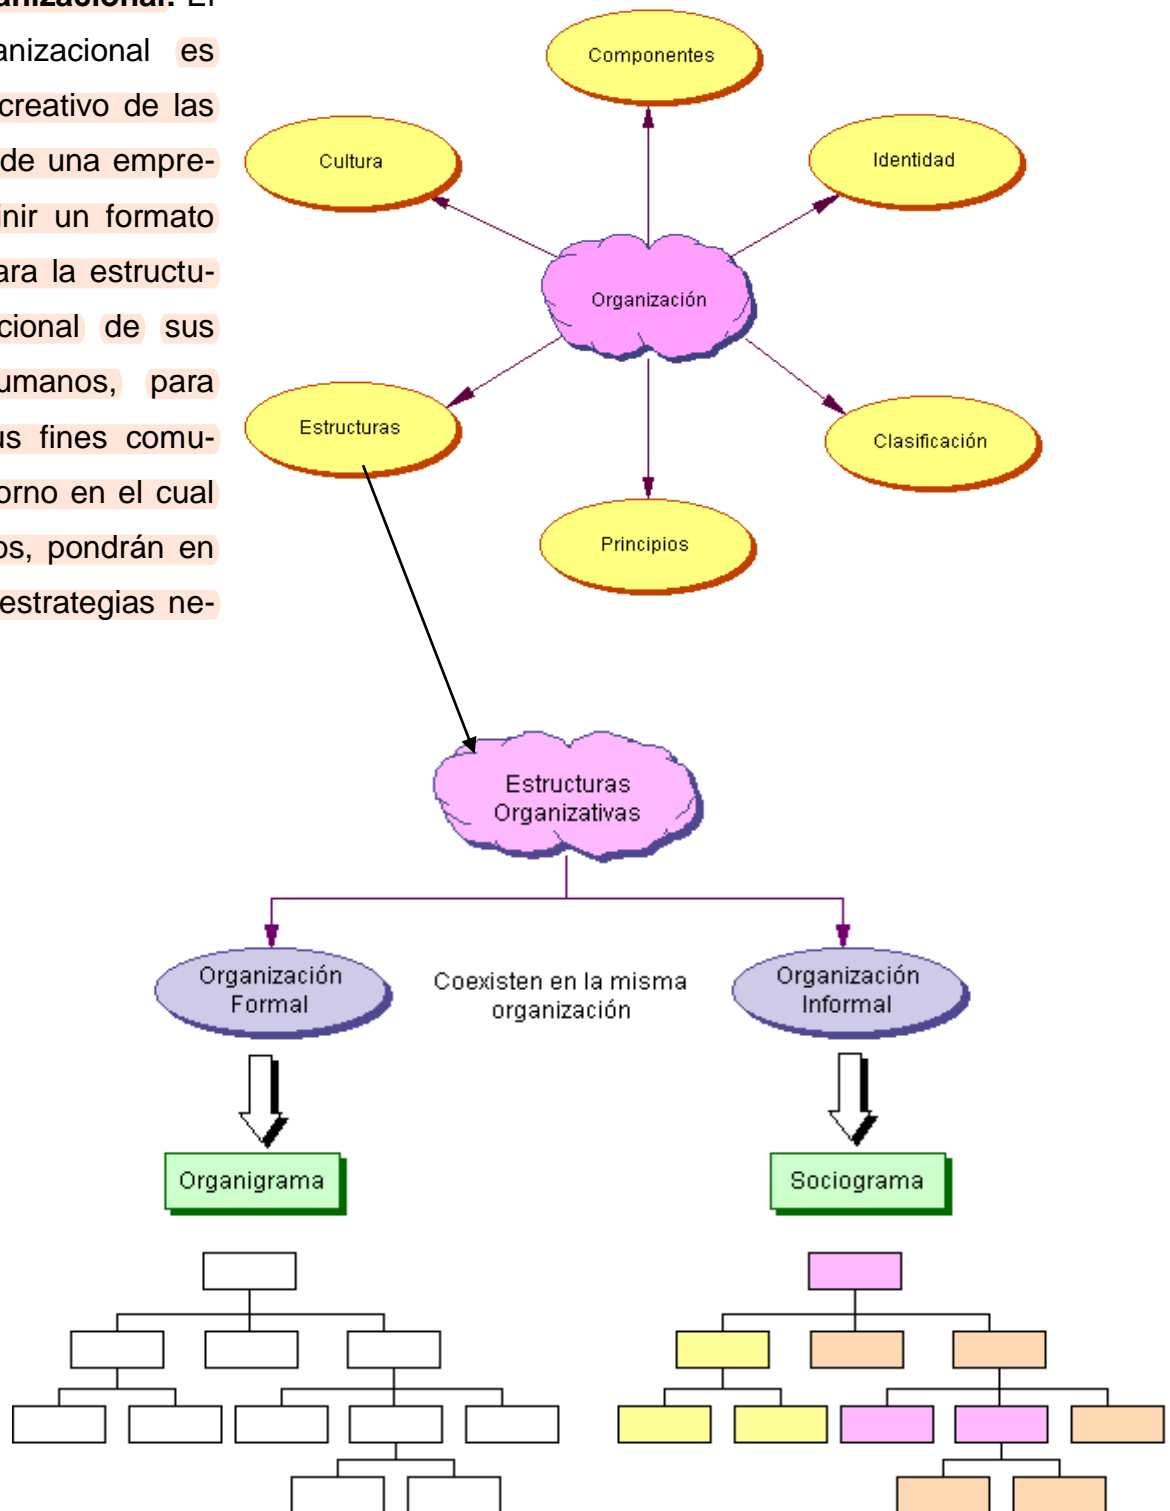 anizacional. El
anizacional es
creativo de las
de una empre-
inir un formato
ara la estructu-
cional de sus
umanos, para
us fines comu-
orno en el cual
os, pondrán en
estrategias ne-
Componentes
Cultura
Identidad
Organización
Estructuras
Clasificación
Principios
Estructuras
Organizativas
Organización
Formal
Coexisten en la misma
organización
Organización
Informal
Organigrama
Sociograma